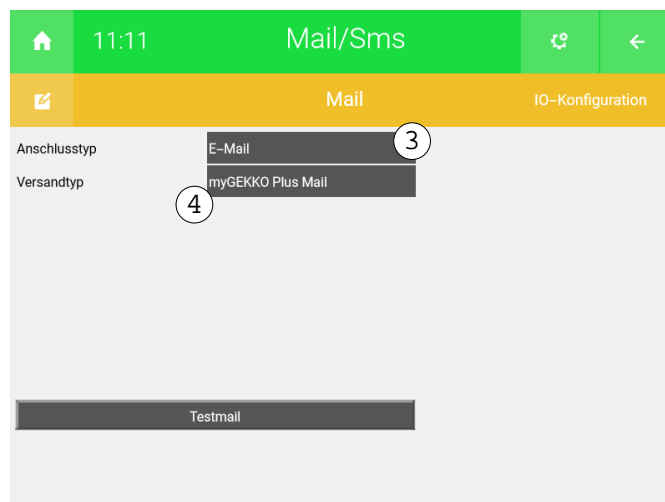 11:11 Mail/Sms
Mail IO–Konfiguration
Anschlusstyp E–Mail 3
Versandtyp myGEKKO Plus Mail
4
Testmail